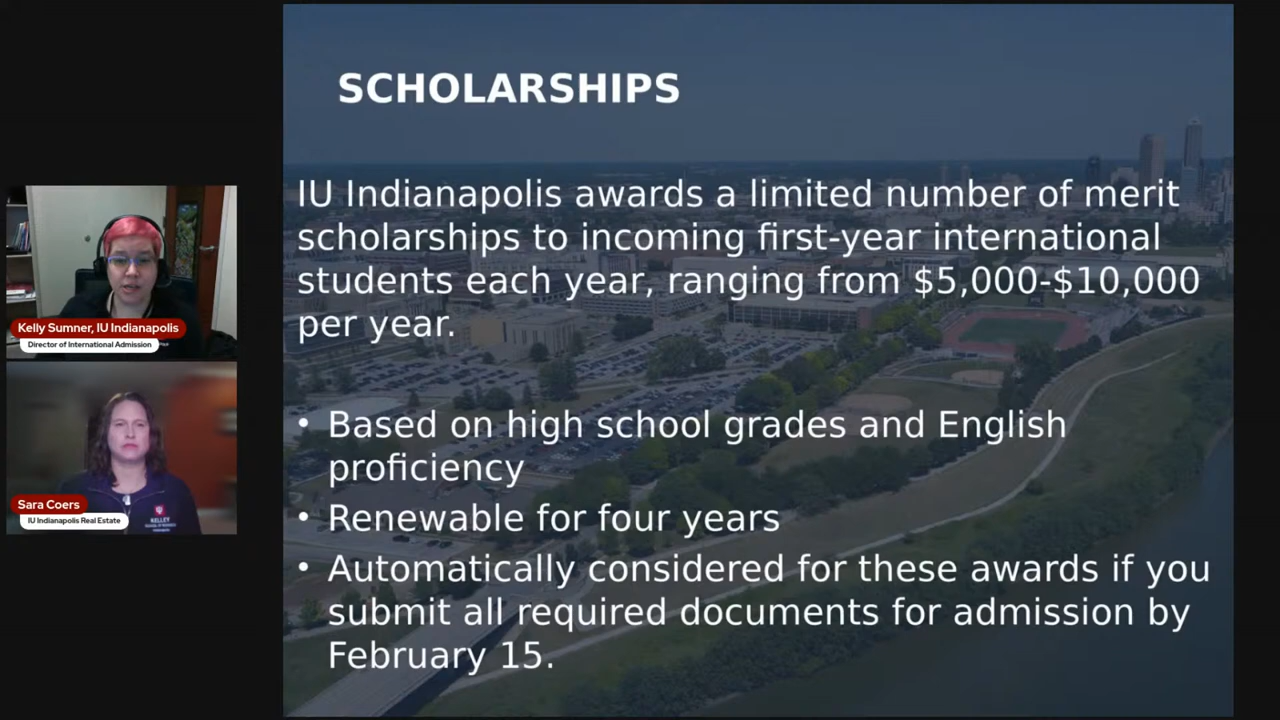 SCHOLARSHIPS
IU Indianapolis awards a limited number of merit
scholarships to incoming first-year international
students each year, ranging from $5,000-$10,000
per year.
• Based on high school grades and English
proficiency
• Renewable for four years
• Automatically considered for these awards if you
submit all required documents for admission by
February 15.
Kelly Sumner, IU Indianapolis
Director of International Admission
Sara Coers
IU Indianapolis Real Estate
KELLEY